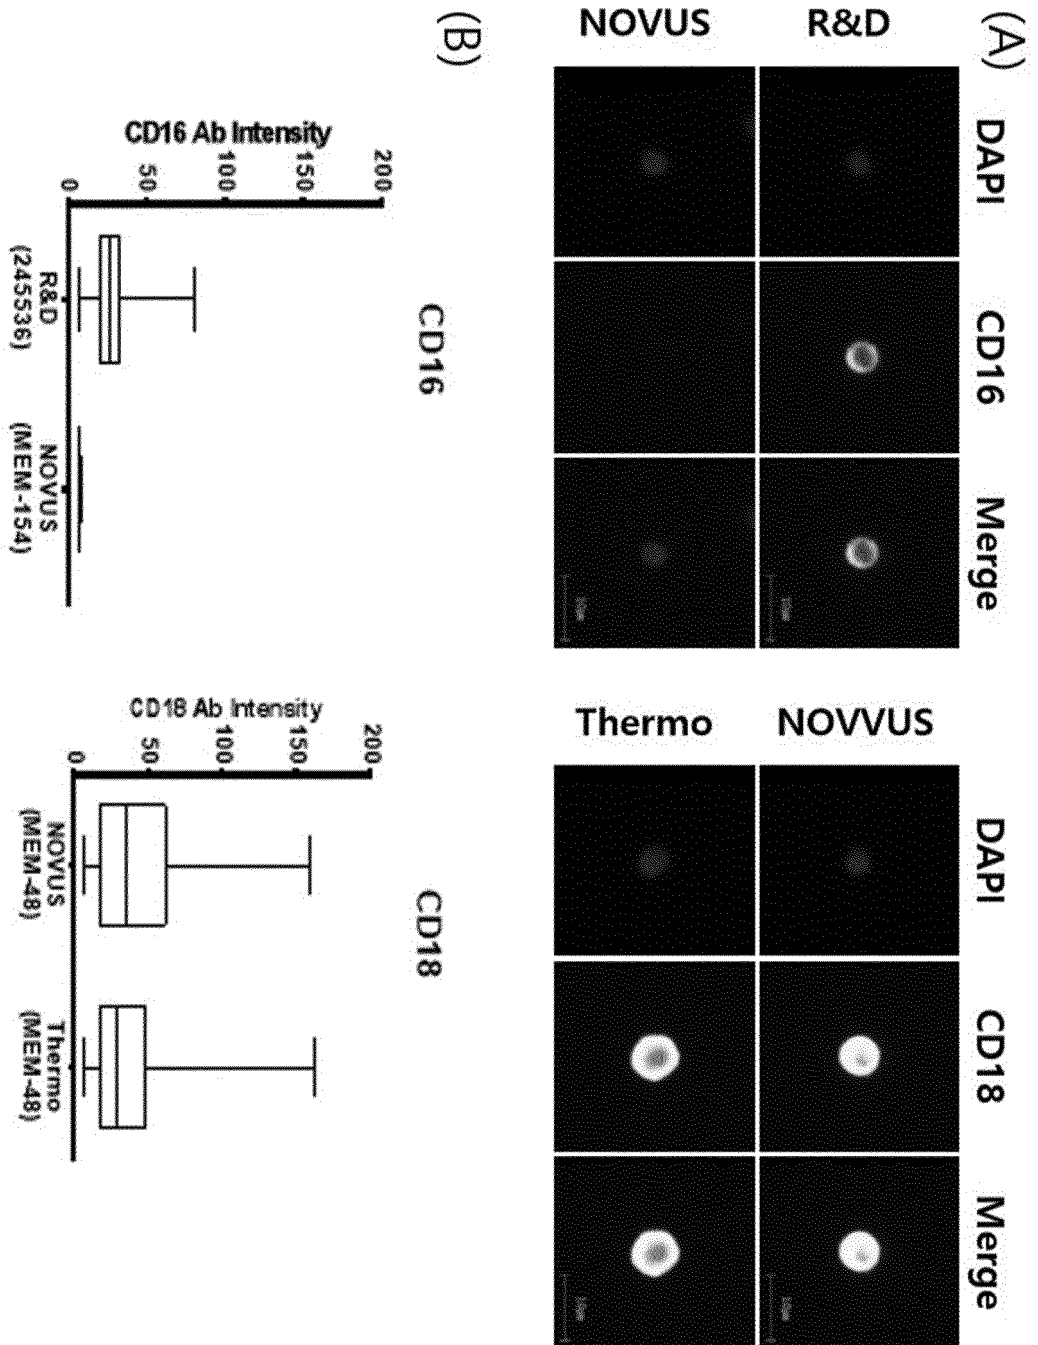 (A)
DAPI CD16 Merge
R&D
NOVUS
DAPI CD18 Merge
NOVVUS
Thermo
(B)
CD16
CD16 Ab Intensity
200
150
100
50
0
R&D
(245536)
NOVUS
(MEM-154)
CD18
CD18 Ab Intensity
200
150
100
50
0
NOVUS
(MEM-48)
Thermo
(MEM-48)